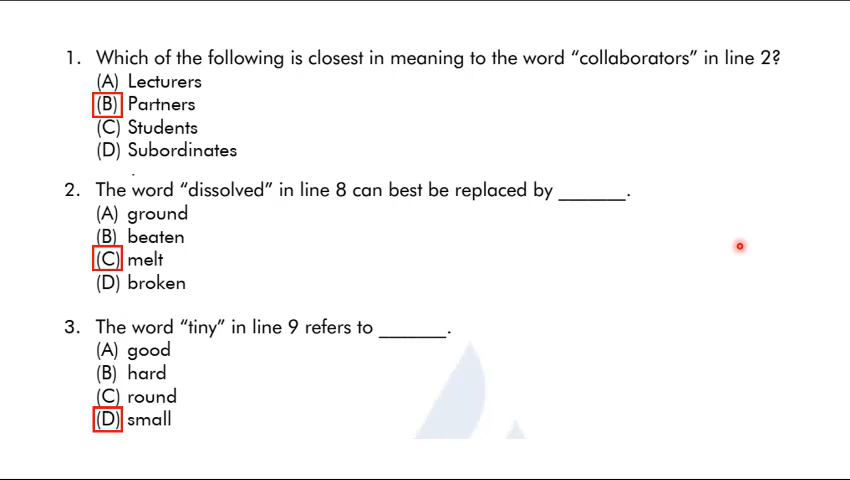 1. Which of the following is closest in meaning to the word “collaborators” in line 2?
(A) Lecturers
(B) Partners
(C) Students
(D) Subordinates
2. The word “dissolved” in line 8 can best be replaced by _______.
(A) ground
(B) beaten
(C) melt
(D) broken
3. The word “tiny” in line 9 refers to _______.
(A) good
(B) hard
(C) round
(D) small